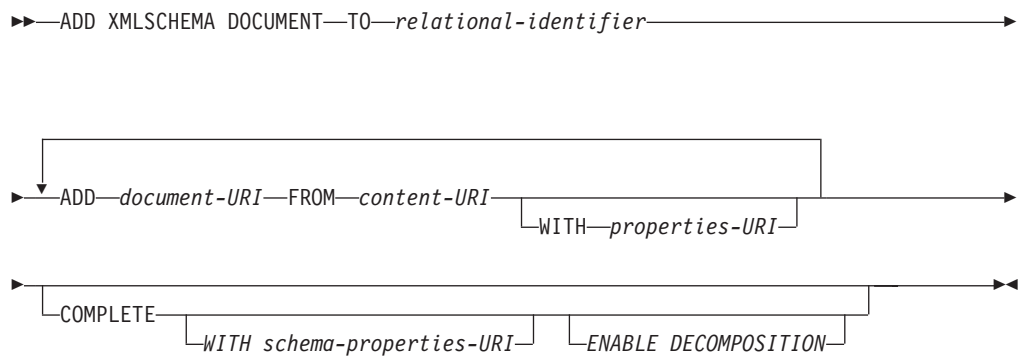 ADD XMLSCHEMA DOCUMENT TO relational-identifier
ADD document-URI FROM content-URI
WITH properties-URI
COMPLETE
WITH schema-properties-URI ENABLE DECOMPOSITION